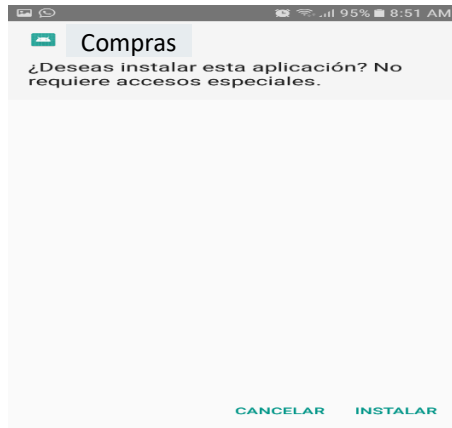 95% 8:51 AM
Compras
¿Deseas instalar esta aplicación? No
requiere accesos especiales.
CANCELAR INSTALAR